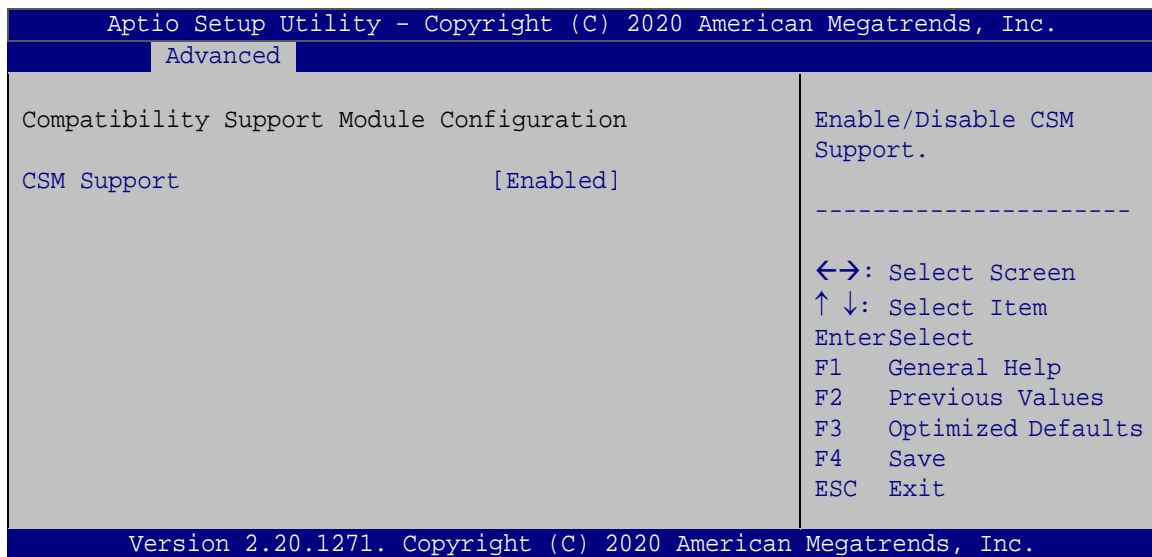 Aptio Setup Utility – Copyright (C) 2020 American Megatrends, Inc.
Advanced
Compatibility Support Module Configuration
CSM Support [Enabled]
Enable/Disable CSM
Support.
----------------------
←→: Select Screen
↑ ↓: Select Item
EnterSelect
F1 General Help
F2 Previous Values
F3 Optimized Defaults
F4 Save
ESC Exit
Version 2.20.1271. Copyright (C) 2020 American Megatrends, Inc.